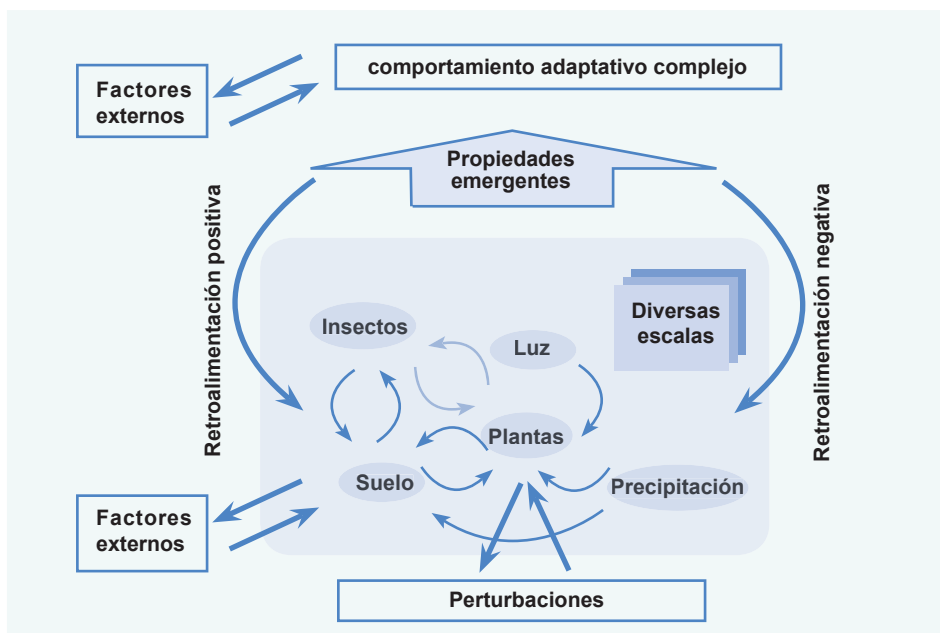 comportamiento adaptativo complejo
Factores
externos
Propiedades
emergentes
Retroalimentación positiva
Retroalimentación negativa
Diversas
escalas
Insectos
Luz
Plantas
Suelo
Precipitación
Factores
externos
Perturbaciones